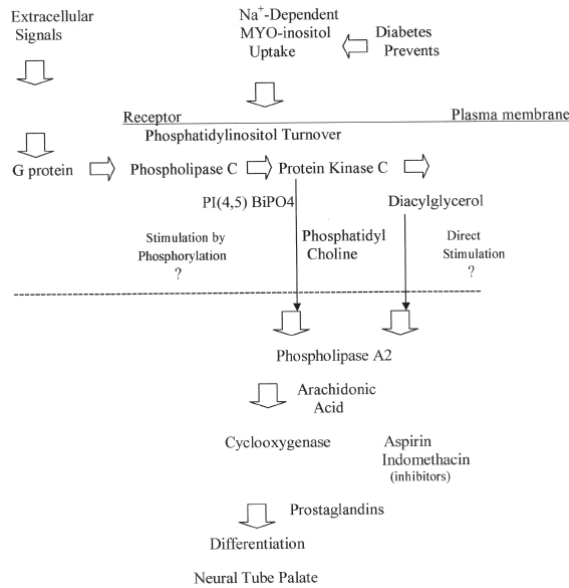 Extracellular
Signals
Na⁺-Dependent
MYO-inositol
Uptake
Diabetes
Prevents
Receptor
Plasma membrane
Phosphatidylinositol Turnover
G protein
Phospholipase C
Protein Kinase C
PI(4,5) BiPO4
Diacylglycerol
Stimulation by
Phosphorylation
?
Phosphatidyl
Choline
Direct
Stimulation
?
Phospholipase A2
Arachidonic
Acid
Cyclooxygenase
Aspirin
Indomethacin
(inhibitors)
Prostaglandins
Differentiation
Neural Tube Palate